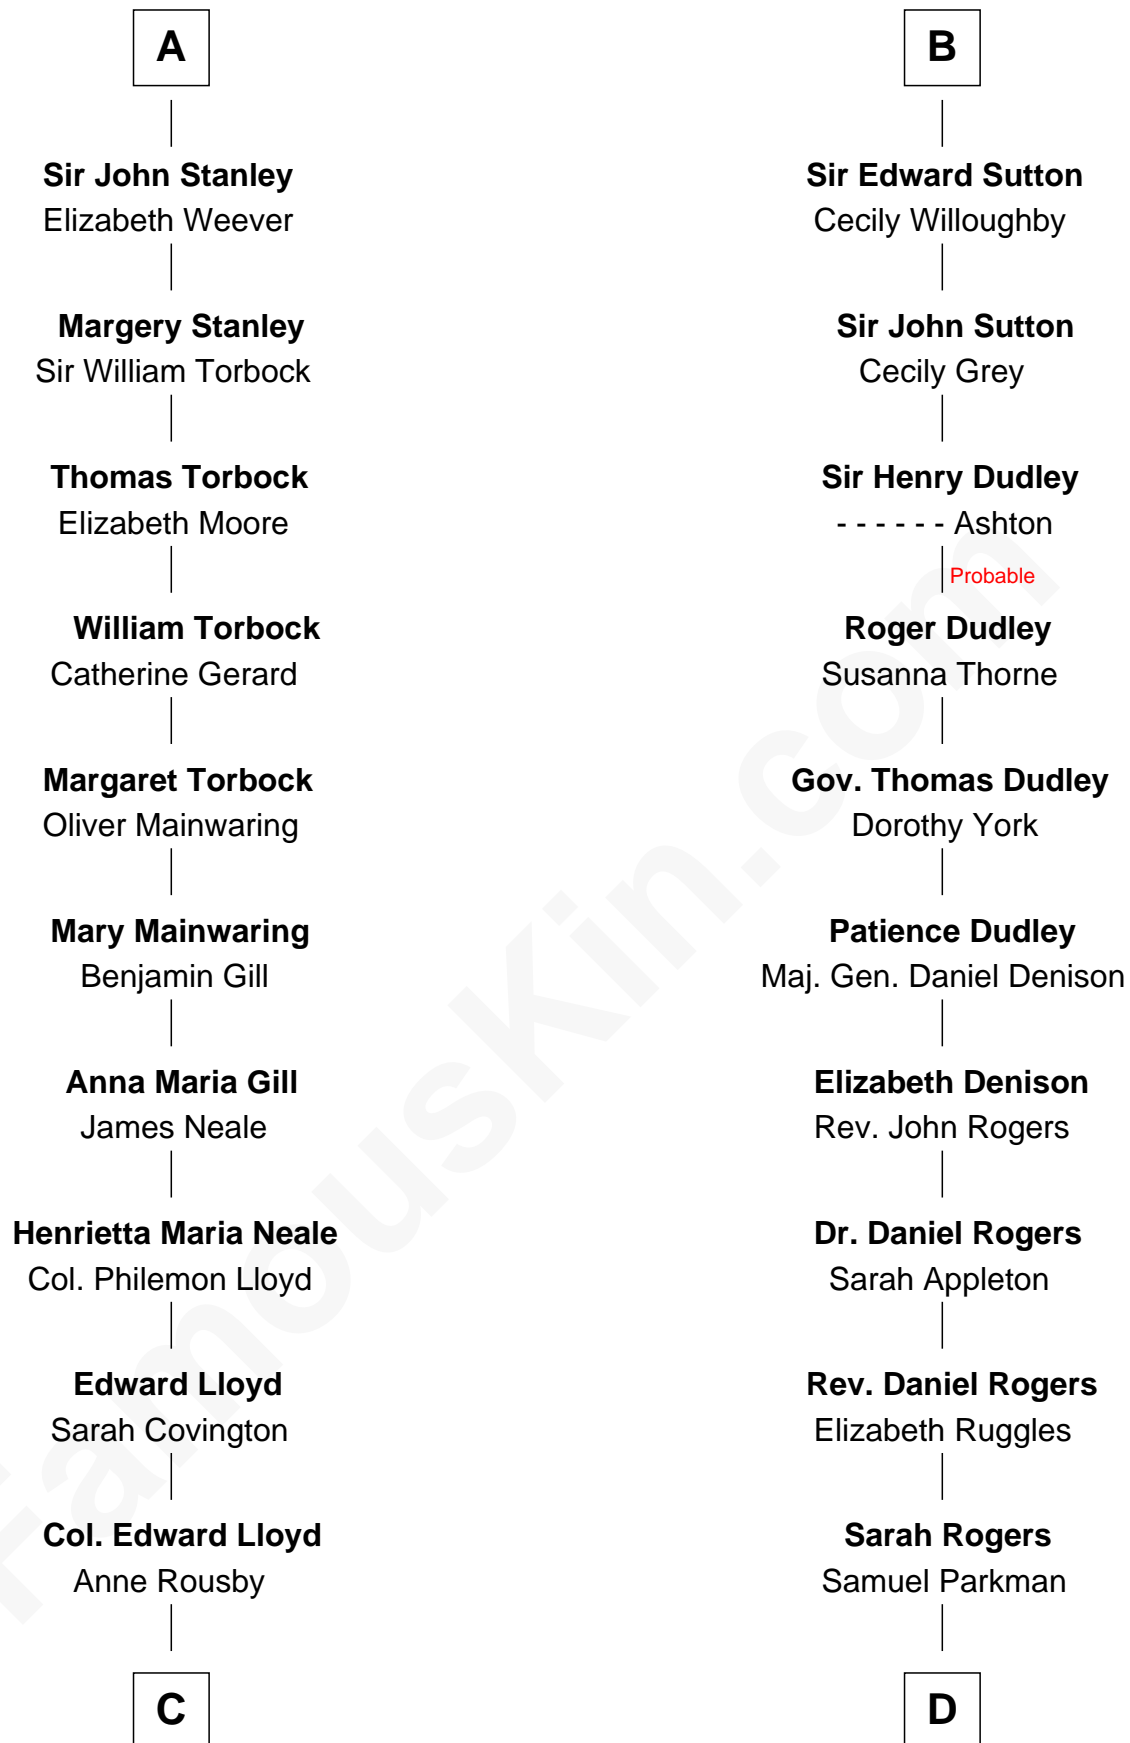 A
Sir John Stanley
Elizabeth Weever
Margery Stanley
Sir William Torbock
Thomas Torbock
Elizabeth Moore
William Torbock
Catherine Gerard
Margaret Torbock
Oliver Mainwaring
Mary Mainwaring
Benjamin Gill
Anna Maria Gill
James Neale
Henrietta Maria Neale
Col. Philemon Lloyd
Edward Lloyd
Sarah Covington
Col. Edward Lloyd
Anne Rousby
C
B
Sir Edward Sutton
Cecily Willoughby
Sir John Sutton
Cecily Grey
Sir Henry Dudley
- - - - - - Ashton
Probable
Roger Dudley
Susanna Thorne
Gov. Thomas Dudley
Dorothy York
Patience Dudley
Maj. Gen. Daniel Denison
Elizabeth Denison
Rev. John Rogers
Dr. Daniel Rogers
Sarah Appleton
Rev. Daniel Rogers
Elizabeth Ruggles
Sarah Rogers
Samuel Parkman
D
FamousKin.com